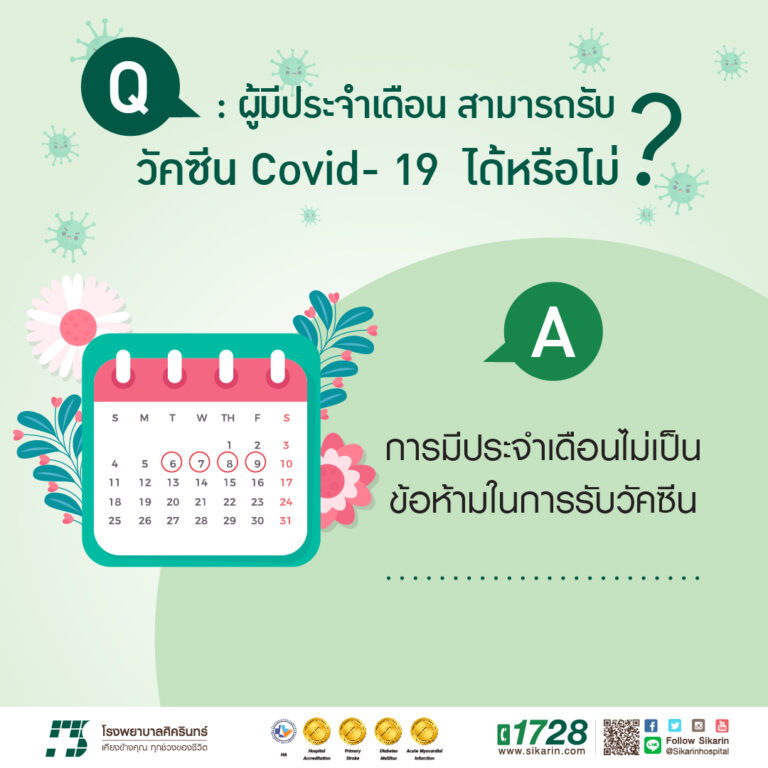 Q : ผู้มีประจำเดือน สามารถรับ
วัคซีน Covid- 19 ได้หรือไม่ ?
A
การมีประจำเดือนไม่เป็น
ข้อห้ามในการรับวัคซีน
S M T W TH F S
1 2 3
4 5 6 7 8 9 10
11 12 13 14 15 16 17
18 19 20 21 22 23 24
25 26 27 28 29 30 31
โรงพยาบาลศิครินทร์
เคียงข้างคุณ ทุกช่วงของชีวิต
HA
Hospital Accreditation
Primary Stroke
Diabetes Mellitus
Acute Myocardial Infarction
1728
www.sikarin.com
LINE
Follow Sikarin
@Sikarinhospital